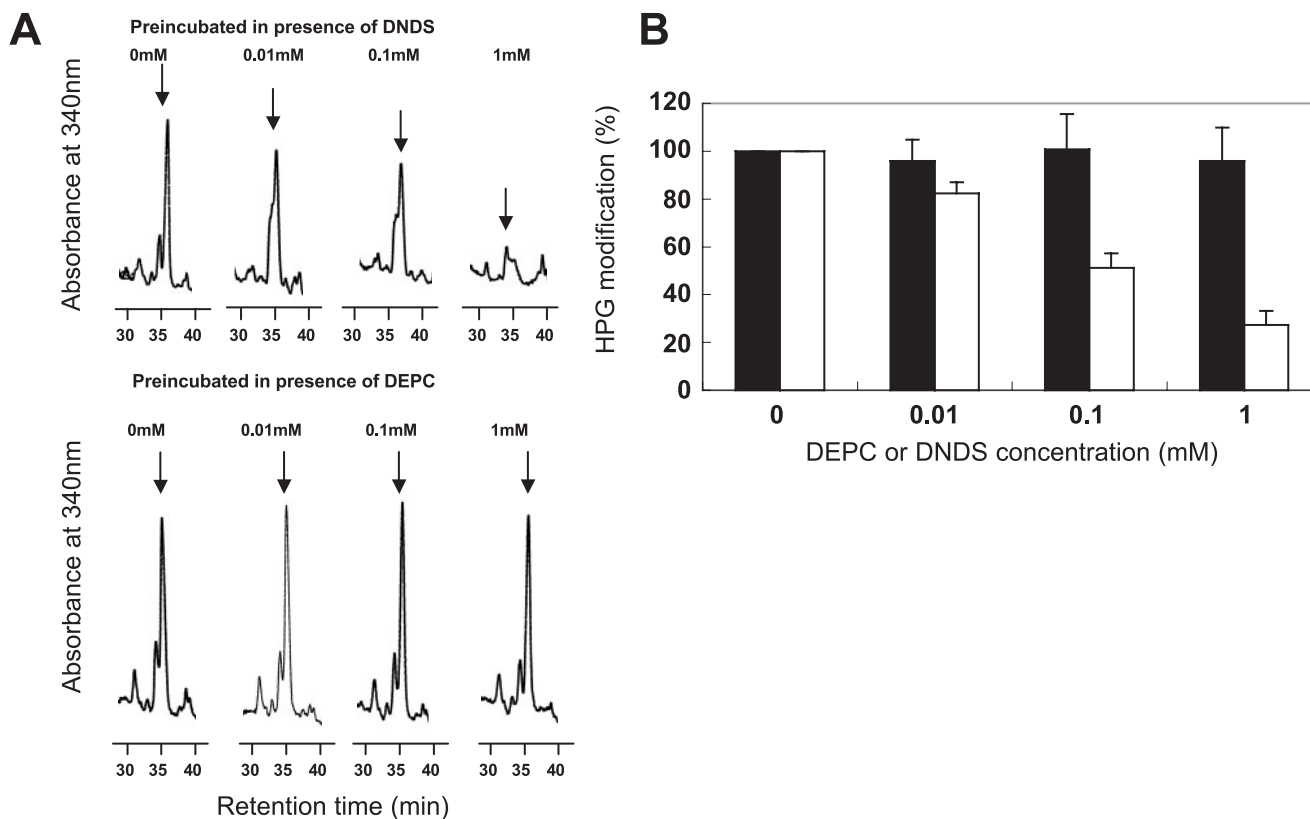 A
Preincubated in presence of DNDS
0mM 0.01mM 0.1mM 1mM
Absorbance at 340nm
30 35 40 30 35 40 30 35 40 30 35 40
Preincubated in presence of DEPC
0mM 0.01mM 0.1mM 1mM
Absorbance at 340nm
30 35 40 30 35 40 30 35 40 30 35 40
Retention time (min)
B
HPG modification (%)
120
100
80
60
40
20
0
0 0.01 0.1 1
DEPC or DNDS concentration (mM)